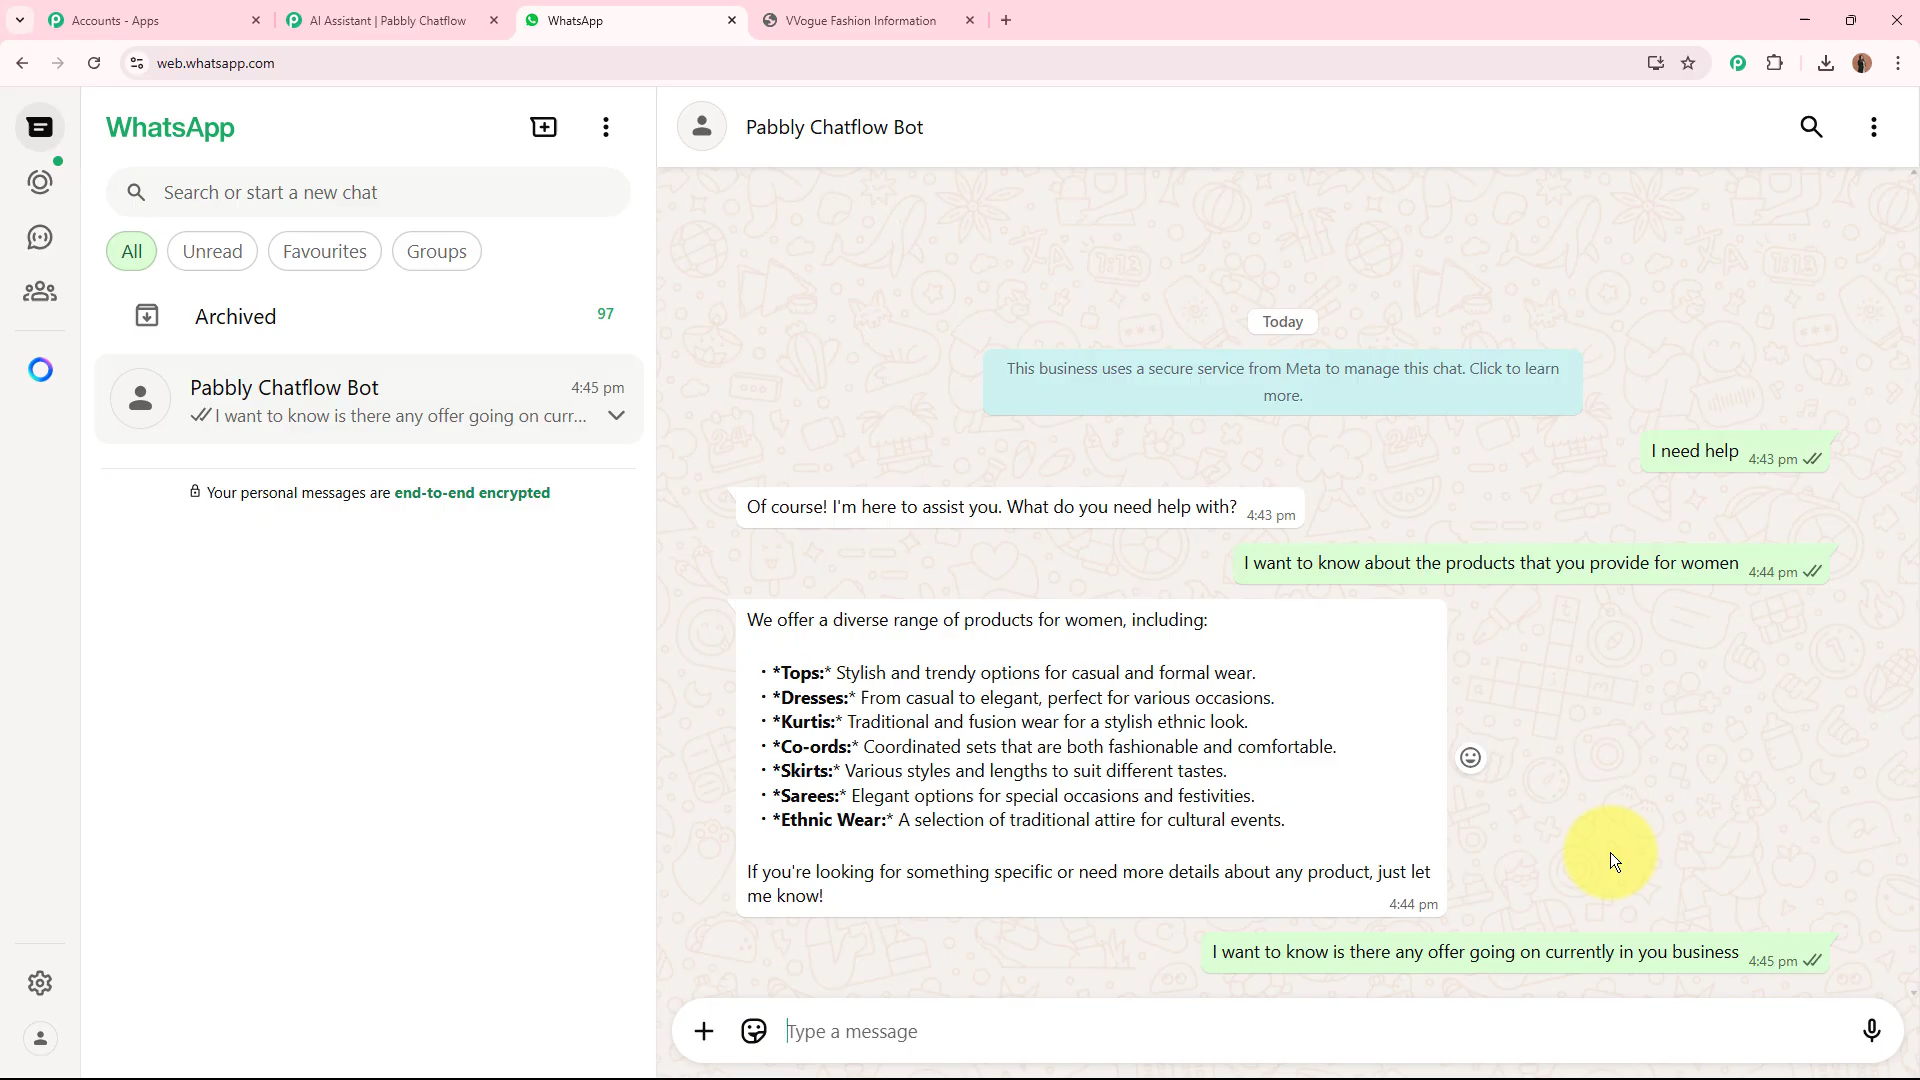 Accounts - Apps
AI Assistant | Pabbly Chatflow
WhatsApp
VVogue Fashion Information
web.whatsapp.com
WhatsApp
Search or start a new chat
All
Unread
Favourites
Groups
Archived
97
Pabbly Chatflow Bot
4:45 pm
I want to know is there any offer going on curr...
Your personal messages are end-to-end encrypted
Pabbly Chatflow Bot
Today
This business uses a secure service from Meta to manage this chat. Click to learn
more.
I need help 4:43 pm
Of course! I'm here to assist you. What do you need help with? 4:43 pm
I want to know about the products that you provide for women 4:44 pm
We offer a diverse range of products for women, including:
• *Tops:* Stylish and trendy options for casual and formal wear.
• *Dresses:* From casual to elegant, perfect for various occasions.
• *Kurtis:* Traditional and fusion wear for a stylish ethnic look.
• *Co-ords:* Coordinated sets that are both fashionable and comfortable.
• *Skirts:* Various styles and lengths to suit different tastes.
• *Sarees:* Elegant options for special occasions and festivities.
• *Ethnic Wear:* A selection of traditional attire for cultural events.
If you're looking for something specific or need more details about any product, just let
me know!
4:44 pm
I want to know is there any offer going on currently in you business 4:45 pm
Type a message